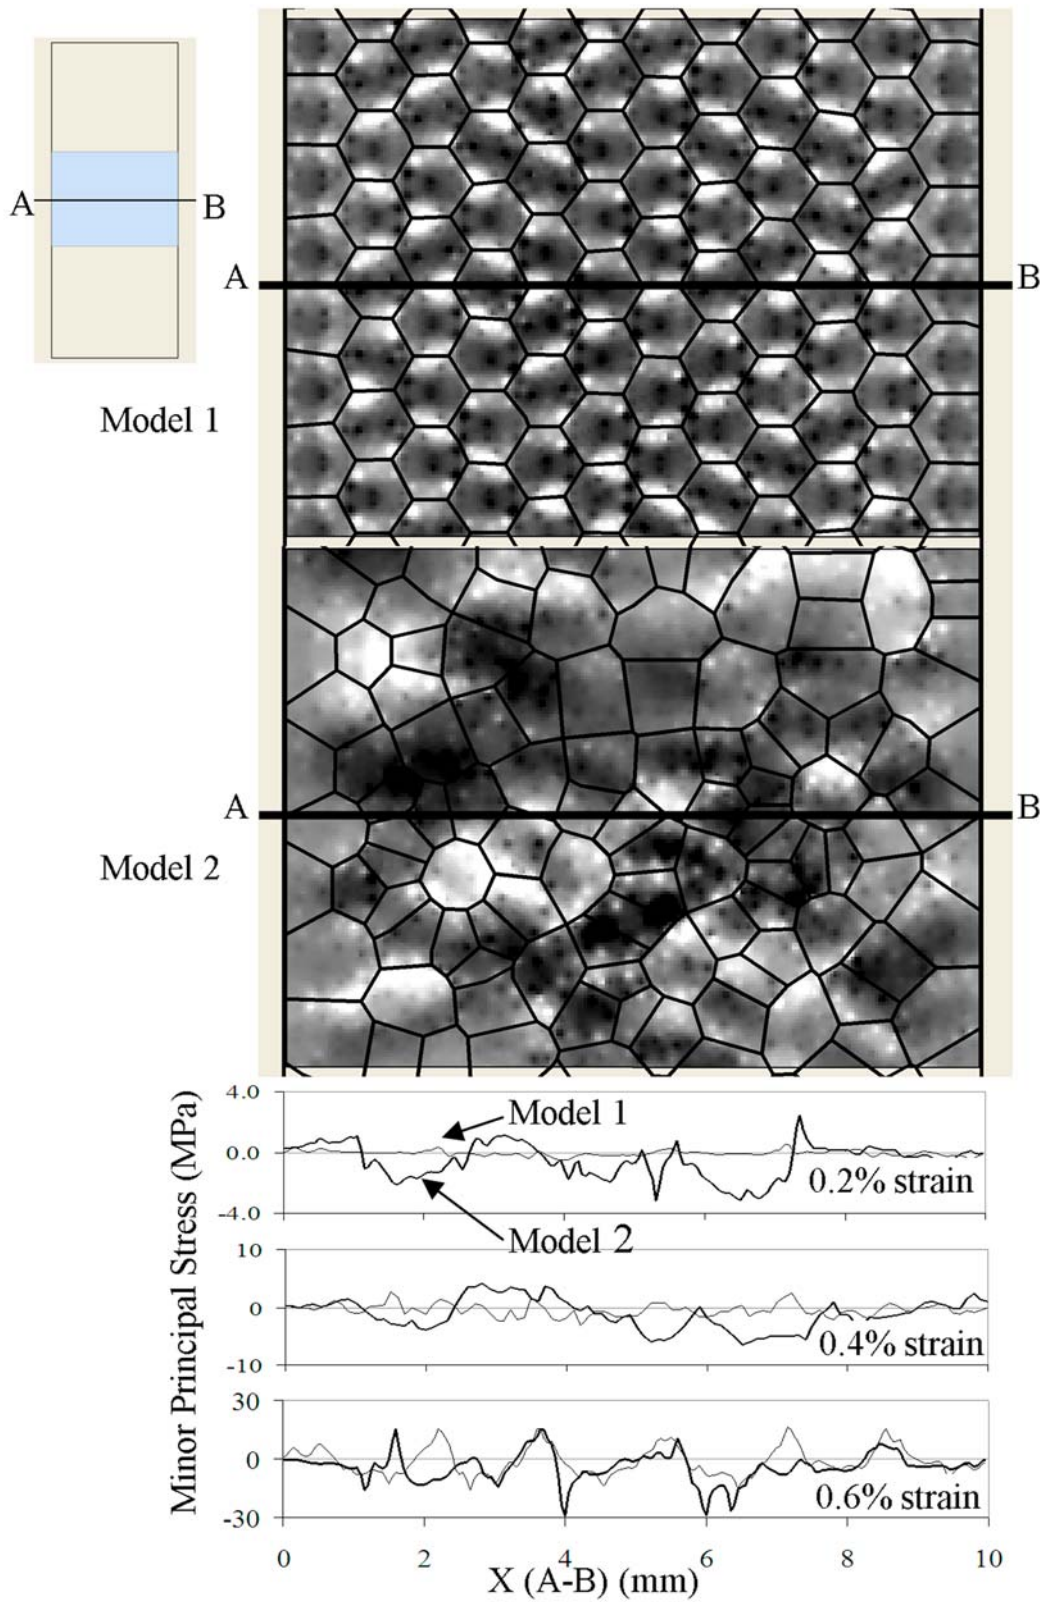 A
B
A
B
Model 1
A
B
Model 2
Minor Principal Stress (MPa)
4.0
Model 1
0.0
0.2% strain
-4.0
Model 2
10
0
0.4% strain
-10
30
0
0.6% strain
-30
0 2 4 6 8 10
X (A-B) (mm)